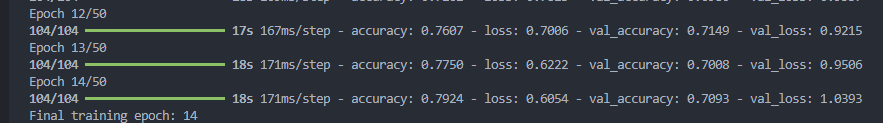 Epoch 12/50
104/104 ━━━━━━━━━━━━━━━━━━━━ 17s 167ms/step - accuracy: 0.7607 - loss: 0.7006 - val_accuracy: 0.7149 - val_loss: 0.9215
Epoch 13/50
104/104 ━━━━━━━━━━━━━━━━━━━━ 18s 171ms/step - accuracy: 0.7750 - loss: 0.6222 - val_accuracy: 0.7008 - val_loss: 0.9506
Epoch 14/50
104/104 ━━━━━━━━━━━━━━━━━━━━ 18s 171ms/step - accuracy: 0.7924 - loss: 0.6054 - val_accuracy: 0.7093 - val_loss: 1.0393
Final training epoch: 14